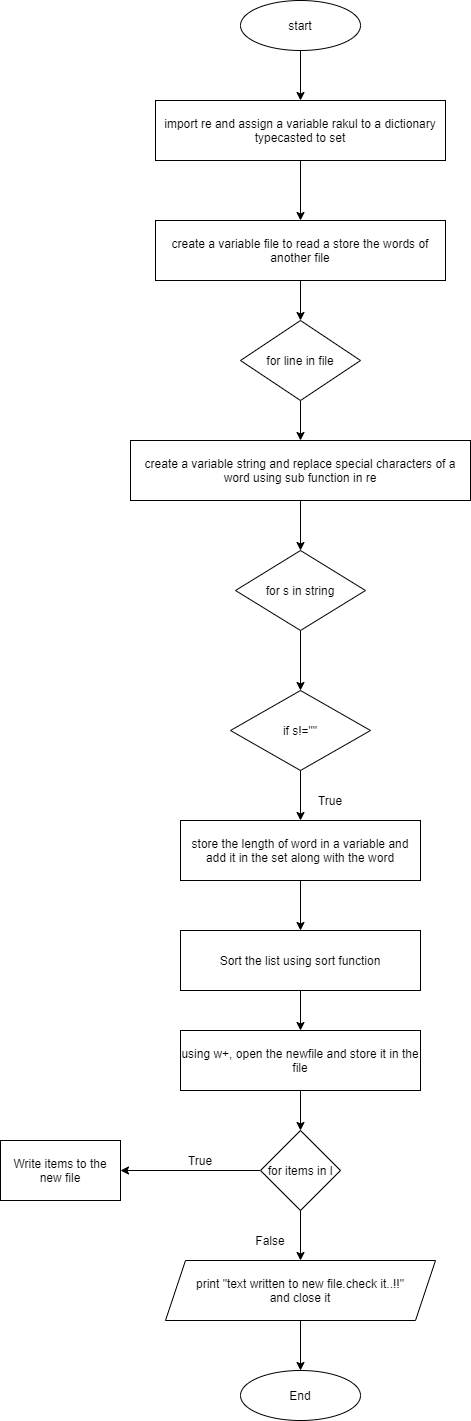 start
import re and assign a variable rakul to a dictionary
typecasted to set
create a variable file to read a store the words of
another file
for line in file
create a variable string and replace special characters of a
word using sub function in re
for s in string
if s!=""
True
store the length of word in a variable and
add it in the set along with the word
Sort the list using sort function
using w+, open the newfile and store it in the
file
for items in l
True
Write items to the
new file
False
print "text written to new file.check it..!!"
and close it
End